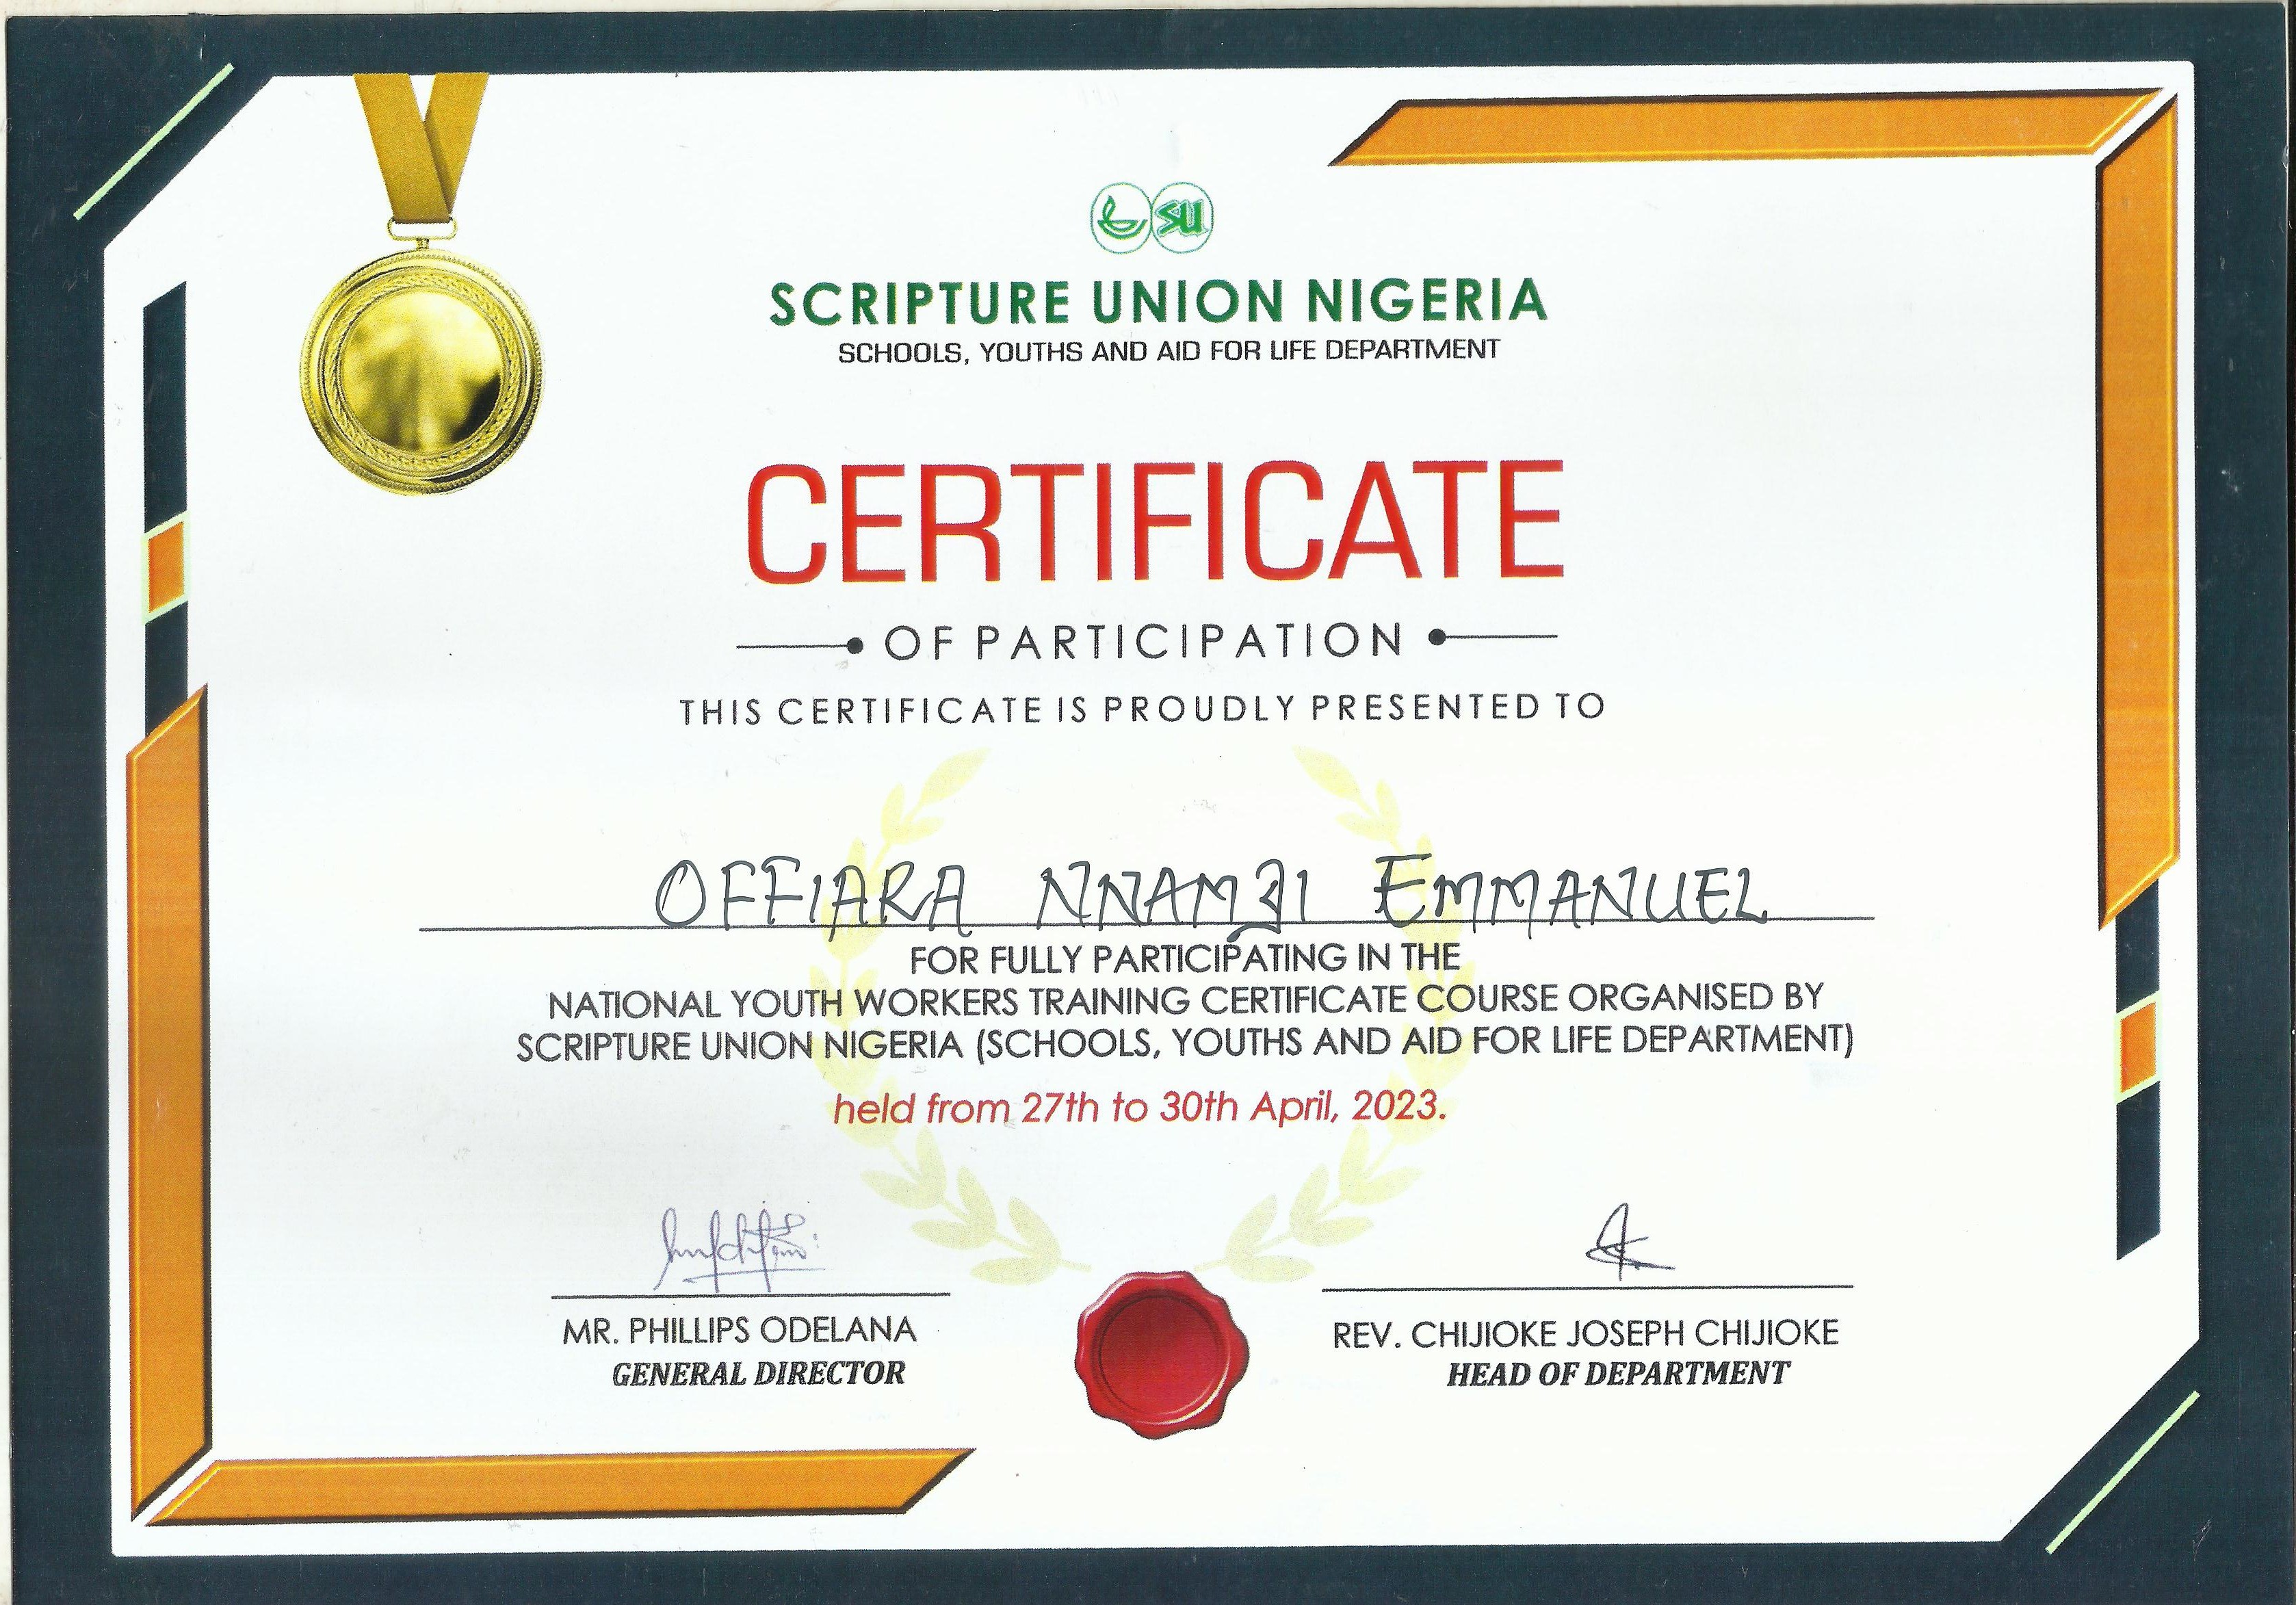 SU
SCRIPTURE UNION NIGERIA
SCHOOLS, YOUTHS AND AID FOR LIFE DEPARTMENT
CERTIFICATE
OF PARTICIPATION
THIS CERTIFICATE IS PROUDLY PRESENTED TO
OFFIARA NNAMDI EMMANUEL
FOR FULLY PARTICIPATING IN THE
NATIONAL YOUTH WORKERS TRAINING CERTIFICATE COURSE ORGANISED BY
SCRIPTURE UNION NIGERIA (SCHOOLS, YOUTHS AND AID FOR LIFE DEPARTMENT)
held from 27th to 30th April, 2023.
MR. PHILLIPS ODELANA
GENERAL DIRECTOR
REV. CHIJIOKE JOSEPH CHIJIOKE
HEAD OF DEPARTMENT